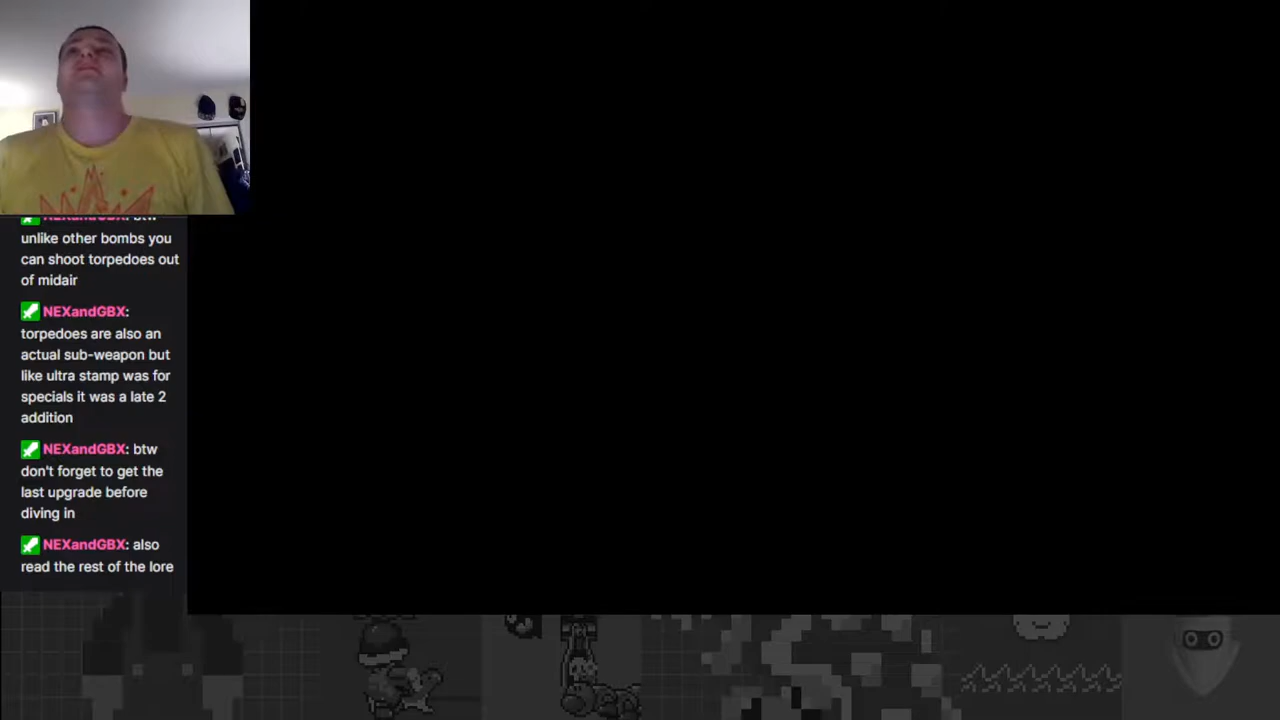 NEXandGBX: btw
unlike other bombs you
can shoot torpedoes out
of midair
NEXandGBX:
torpedoes are also an
actual sub-weapon but
like ultra stamp was for
specials it was a late 2
addition
NEXandGBX: btw
don't forget to get the
last upgrade before
diving in
NEXandGBX: also
read the rest of the lore